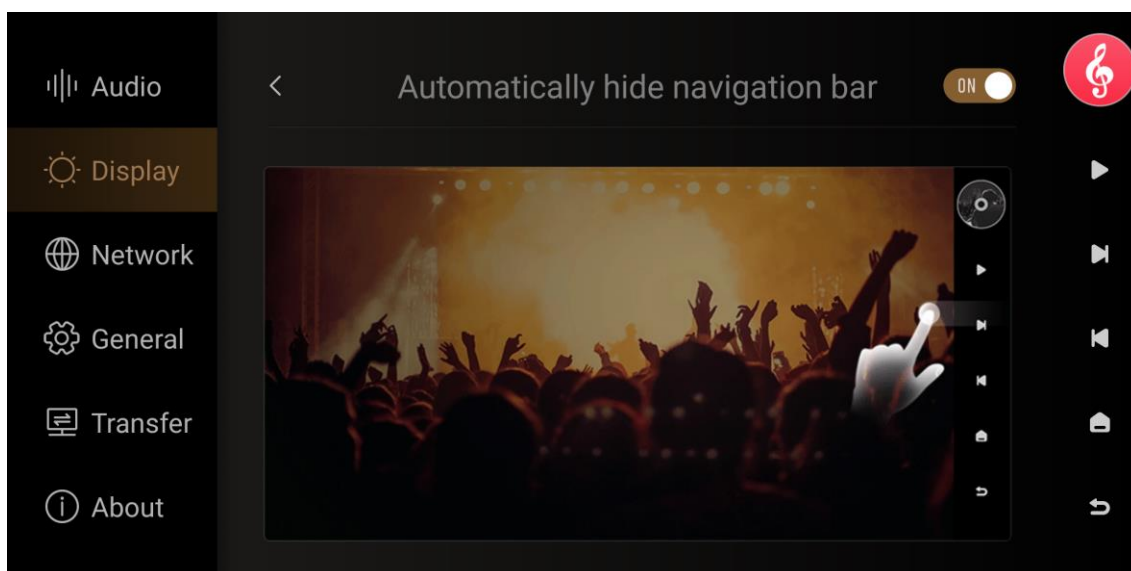 Audio
Automatically hide navigation bar
ON
Display
Network
General
Transfer
About